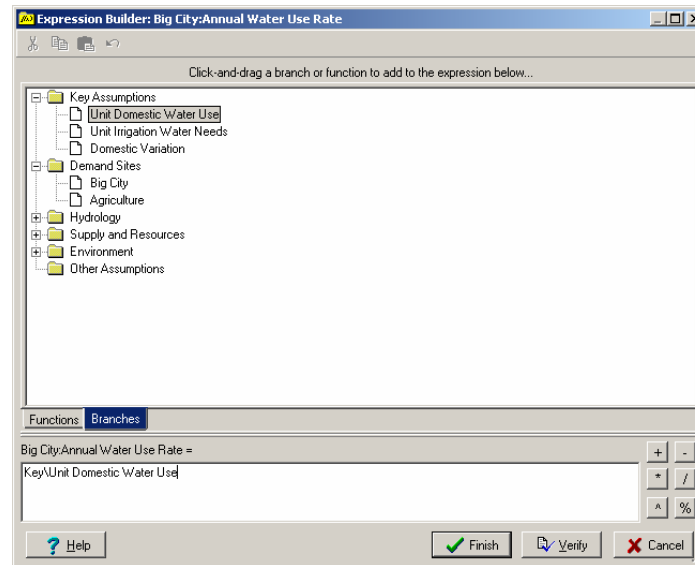 Expression Builder: Big City:Annual Water Use Rate
Click-and-drag a branch or function to add to the expression below...
Key Assumptions
Unit Domestic Water Use
Unit Irrigation Water Needs
Domestic Variation
Demand Sites
Big City
Agriculture
Hydrology
Supply and Resources
Environment
Other Assumptions
Functions Branches
Big City:Annual Water Use Rate =
+ -
Key\Unit Domestic Water Use
* /
^ %
? Help Finish Verify Cancel